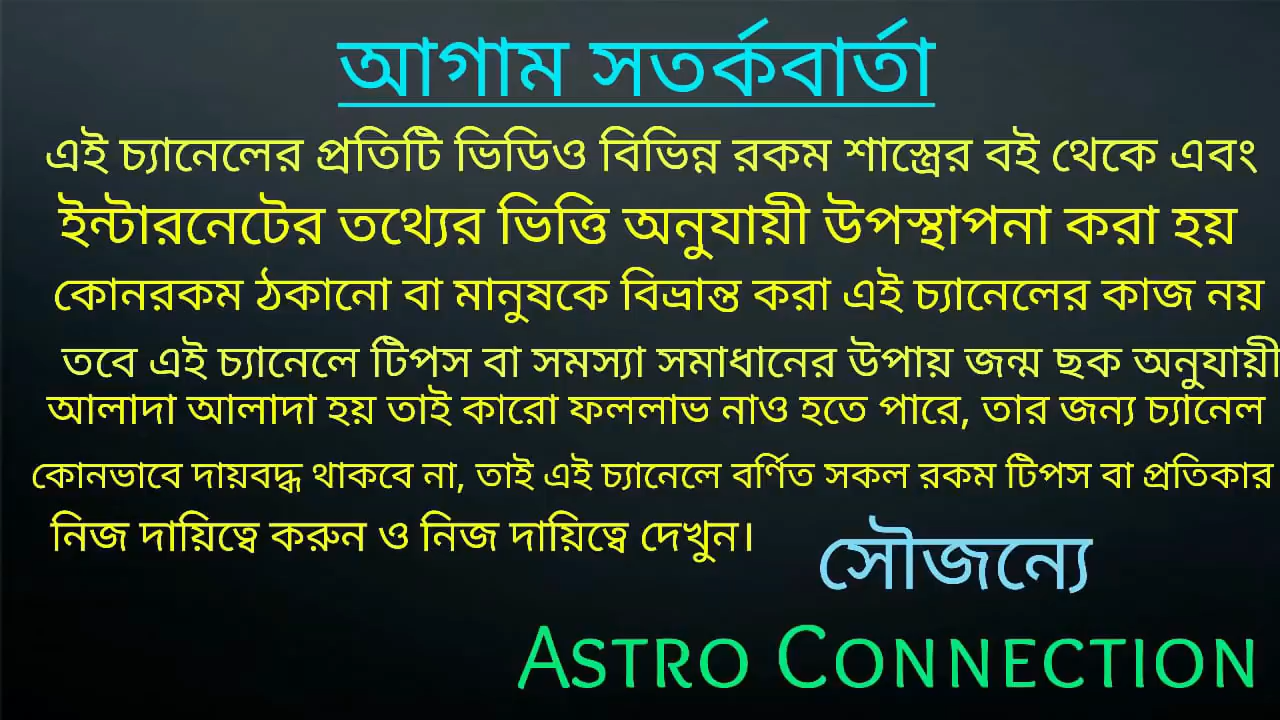 আগাম সতর্কবার্তা
এই চ্যানেলের প্রতিটি ভিডিও বিভিন্ন রকম শাস্ত্রের বই থেকে এবং
ইন্টারনেটের তথ্যের ভিত্তি অনুযায়ী উপস্থাপনা করা হয়
কোনরকম ঠকানো বা মানুষকে বিভ্রান্ত করা এই চ্যানেলের কাজ নয়
তবে এই চ্যানেলে টিপস বা সমস্যা সমাধানের উপায় জন্ম ছক অনুযায়ী
আলাদা আলাদা হয় তাই কারো ফললাভ নাও হতে পারে, তার জন্য চ্যানেল
কোনভাবে দায়বদ্ধ থাকবে না, তাই এই চ্যানেলে বর্ণিত সকল রকম টিপস বা প্রতিকার
নিজ দায়িত্বে করুন ও নিজ দায়িত্বে দেখুন।
সৌজন্যে
ASTRO CONNECTION